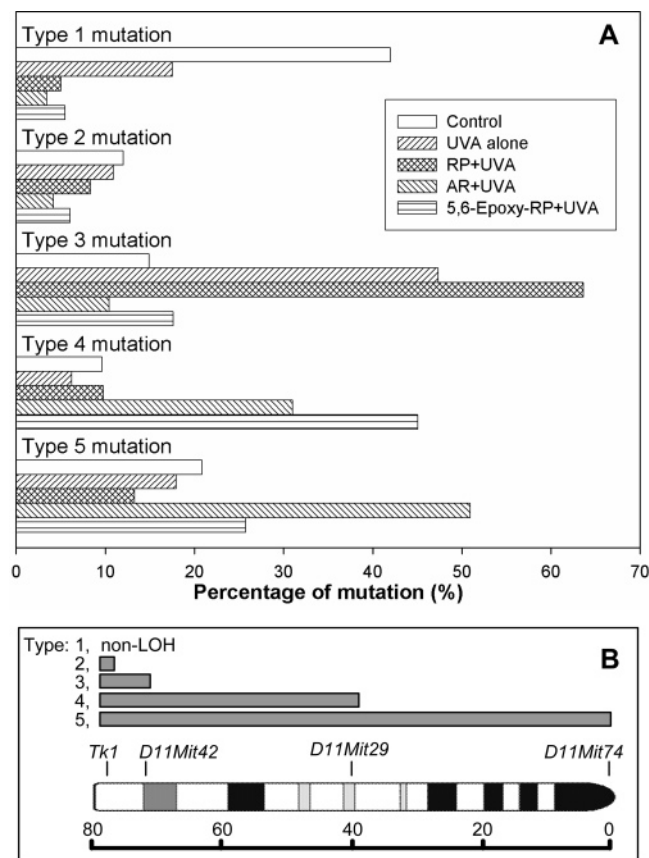 A
Type 1 mutation
Type 2 mutation
Type 3 mutation
Type 4 mutation
Type 5 mutation
Control
UVA alone
RP+UVA
AR+UVA
5,6-Epoxy-RP+UVA
0 10 20 30 40 50 60 70
Percentage of mutation (%)
B
Type: 1, non-LOH
2,
3,
4,
5,
Tk1 D11Mit42 D11Mit29 D11Mit74
80 60 40 20 0